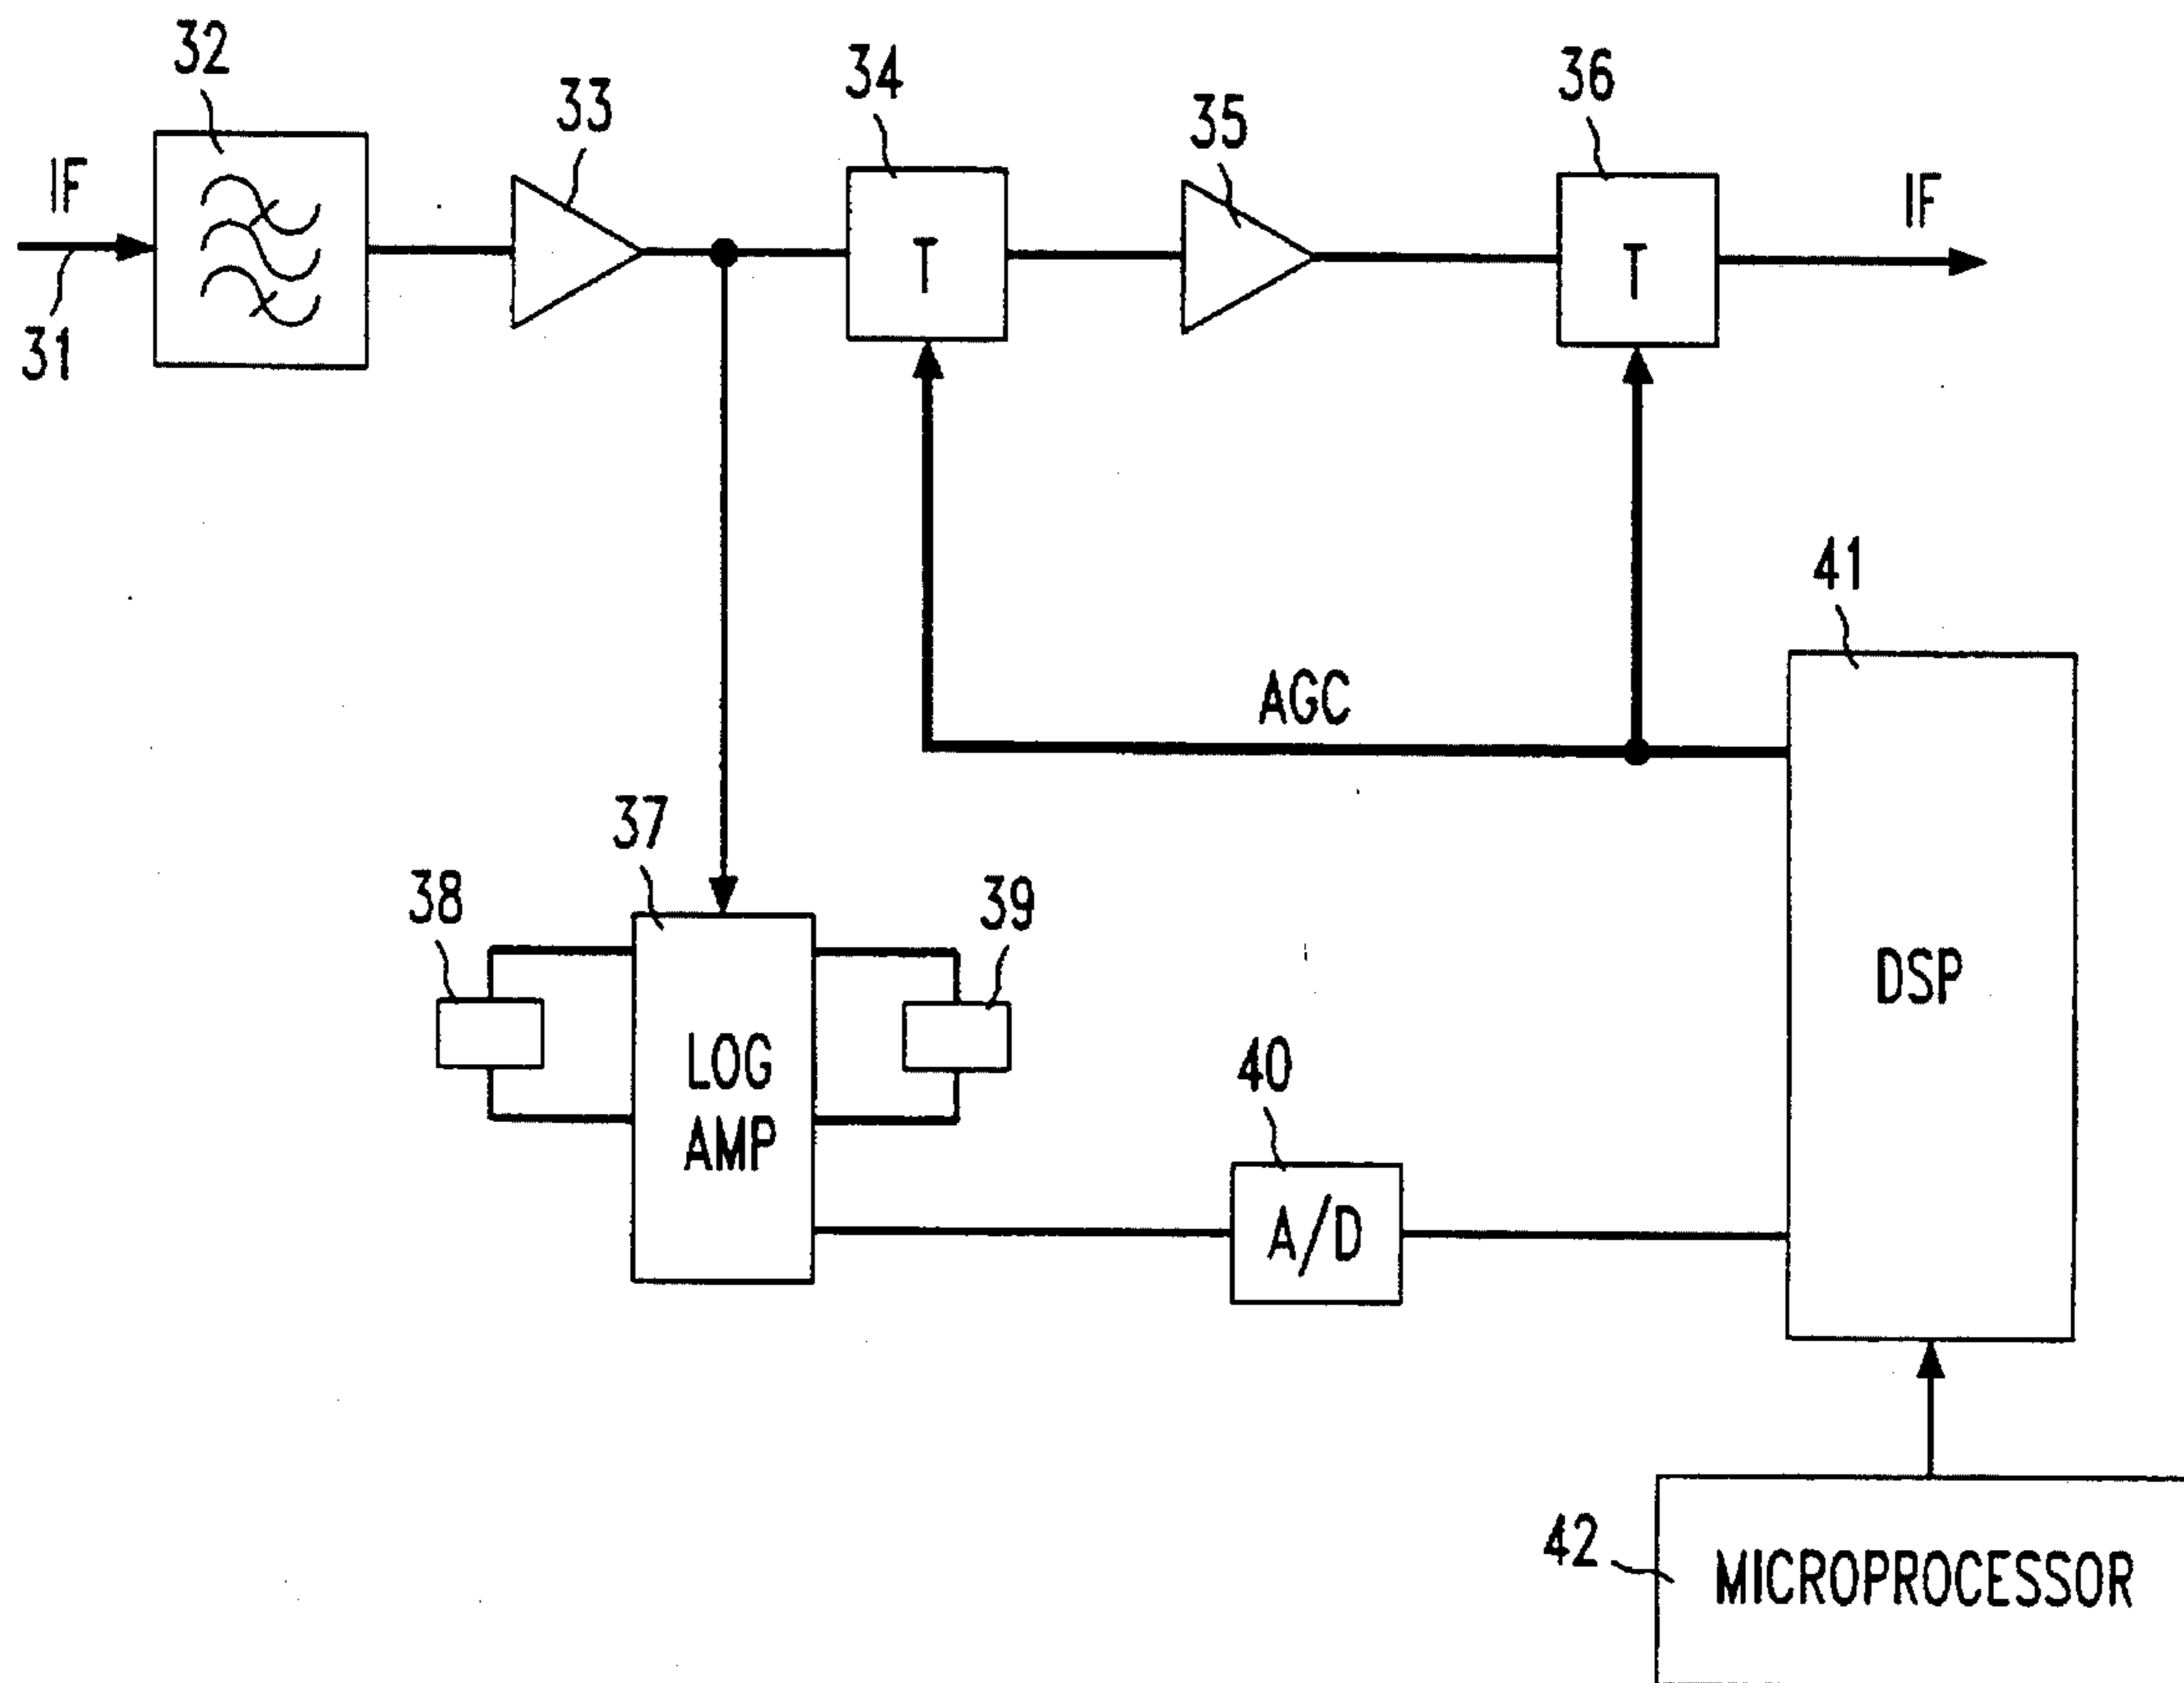 32
33
34
35
36
IF
T
T
IF
31
41
AGC
37
38
39
DSP
LOG
AMP
40
A/D
42
MICROPROCESSOR